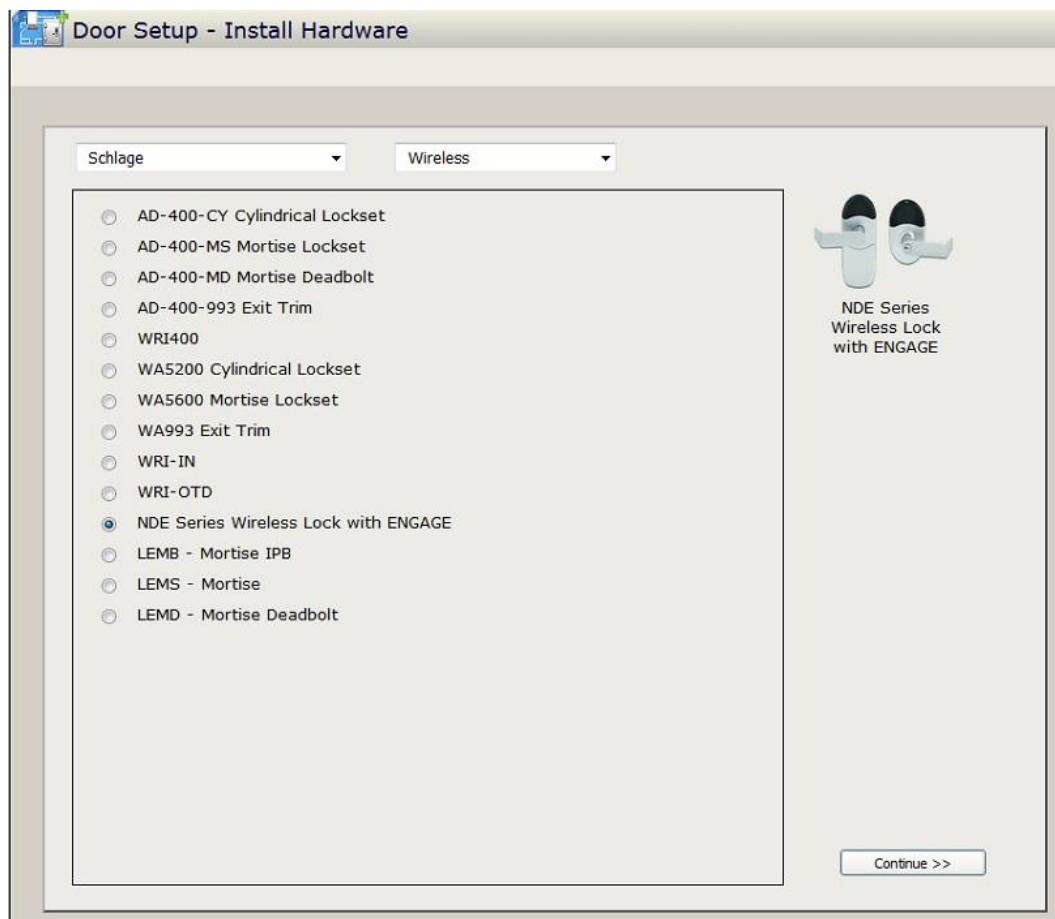 Door Setup - Install Hardware
Schlage
Wireless
AD-400-CY Cylindrical Lockset
AD-400-MS Mortise Lockset
AD-400-MD Mortise Deadbolt
AD-400-993 Exit Trim
WRI400
WA5200 Cylindrical Lockset
WA5600 Mortise Lockset
WA993 Exit Trim
WRI-IN
WRI-OTD
NDE Series Wireless Lock with ENGAGE
LEMB - Mortise IPB
LEMS - Mortise
LEMD - Mortise Deadbolt
NDE Series
Wireless Lock
with ENGAGE
Continue >>